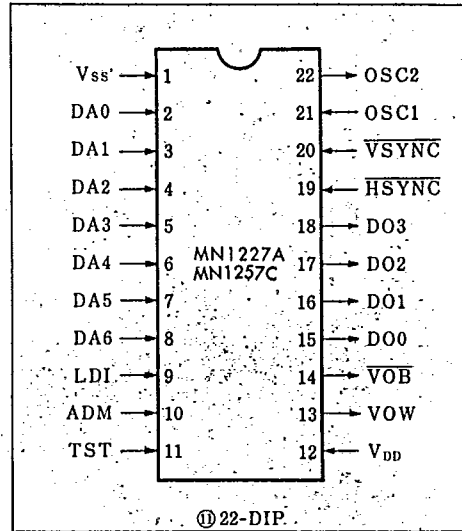 Vss' 1 22 OSC2
DA0 2 21 OSC1
DA1 3 20 VSYNC
DA2 4 19 HSYNC
DA3 5 18 DO3
MN1227A
DA4 6 17 DO2
MN1257C
DA5 7 16 DO1
DA6 8 15 DO0
LDI 9 14 VOB
ADM 10 13 VOW
TST 11 12 VDD
⑪ 22-DIP